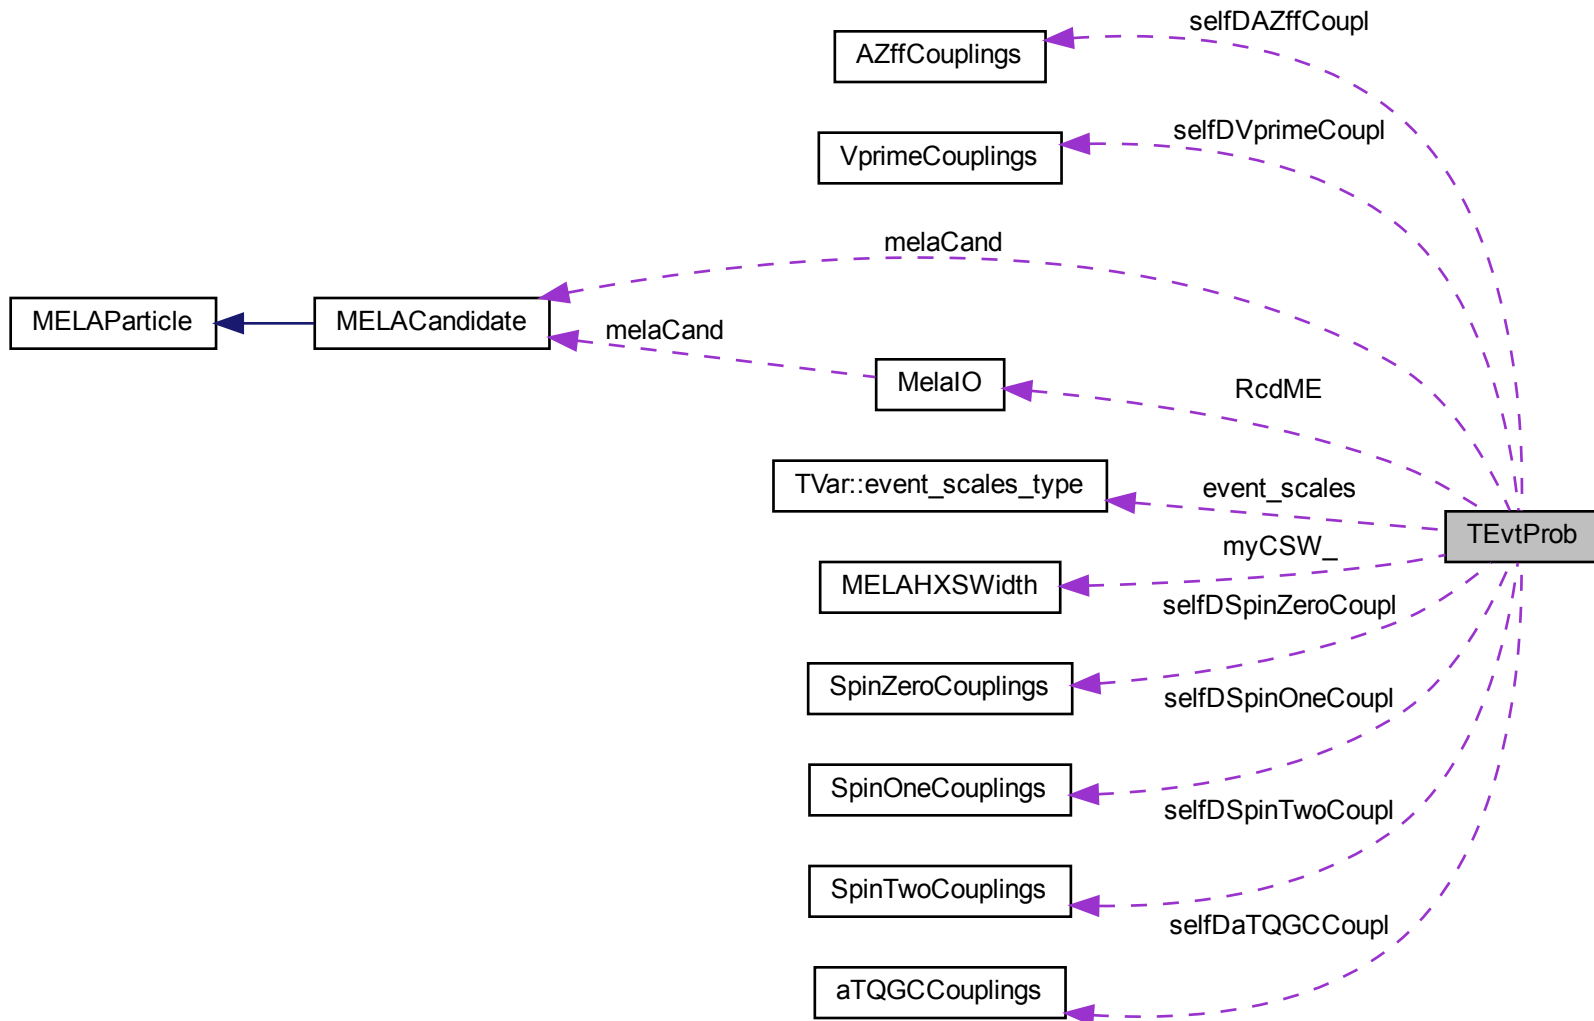 selfDAZffCoupl
AZffCouplings
selfDVprimeCoupl
VprimeCouplings
melaCand
MELAParticle
MELACandidate
melaCand
MelaIO
RcdME
TVar::event_scales_type
event_scales
TEvtProb
myCSW_
MELAHXSWidth
selfDSpinZeroCoupl
SpinZeroCouplings
selfDSpinOneCoupl
SpinOneCouplings
selfDSpinTwoCoupl
SpinTwoCouplings
selfDaTQGCCoupl
aTQGCCouplings